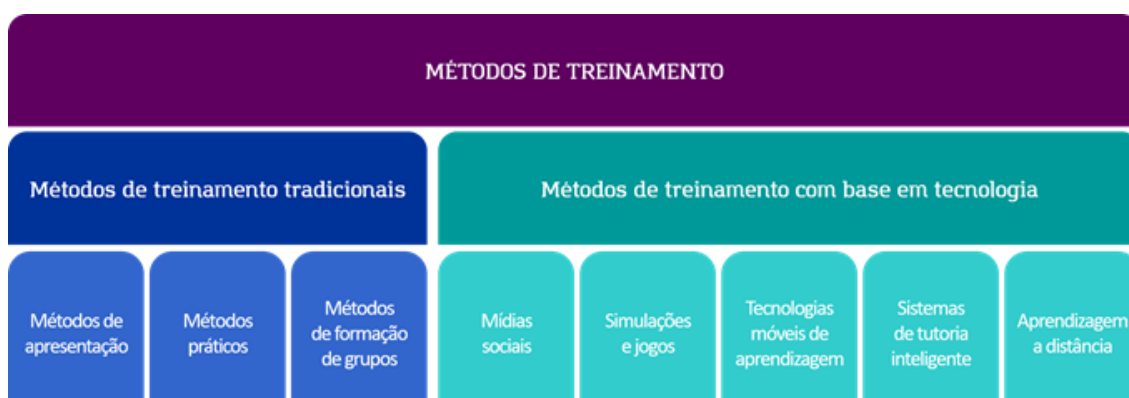 MÉTODOS DE TREINAMENTO
Métodos de treinamento tradicionais
Métodos de treinamento com base em tecnologia
Métodos de
apresentação
Métodos
práticos
Métodos
de formação
de grupos
Mídias
sociais
Simulações
e jogos
Tecnologias
móveis de
aprendizagem
Sistemas
de tutoria
inteligente
Aprendizagem
a distância